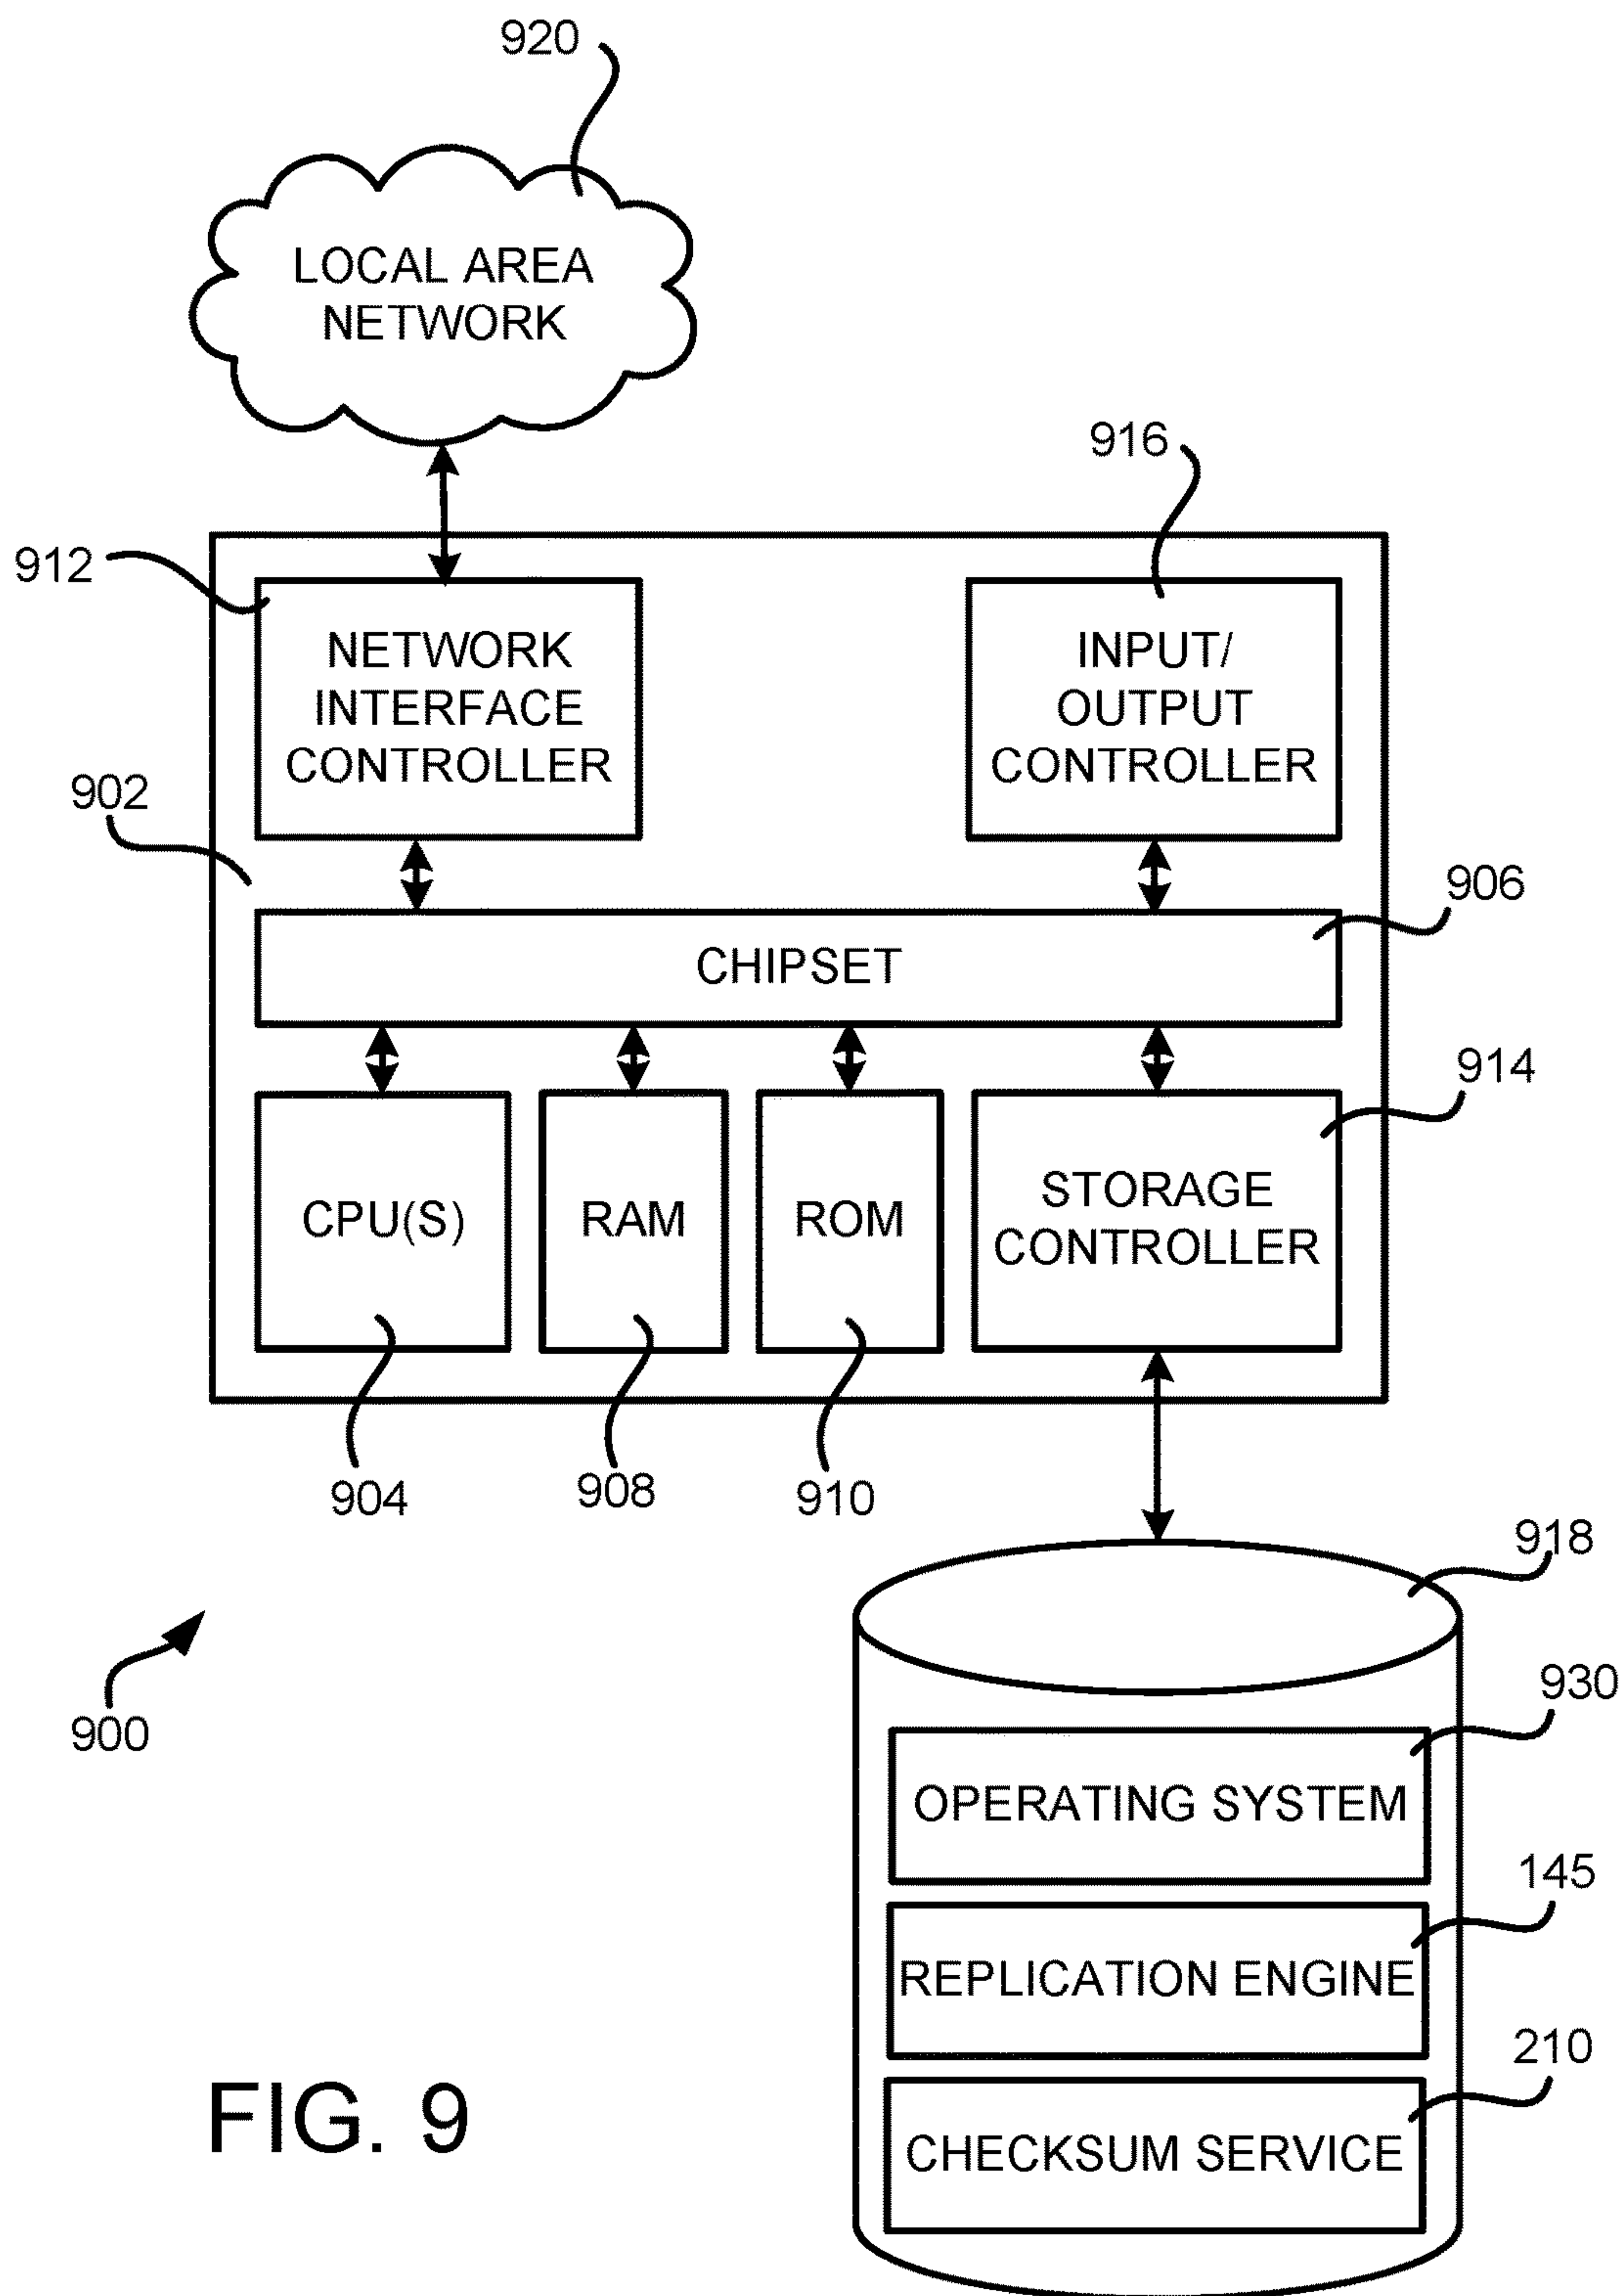 920
LOCAL AREA
NETWORK
916
912
NETWORK
INTERFACE
CONTROLLER
INPUT/
OUTPUT
CONTROLLER
902
906
CHIPSET
914
CPU(S)
RAM
ROM
STORAGE
CONTROLLER
904
908
910
918
900
930
OPERATING SYSTEM
145
REPLICATION ENGINE
210
CHECKSUM SERVICE
FIG. 9